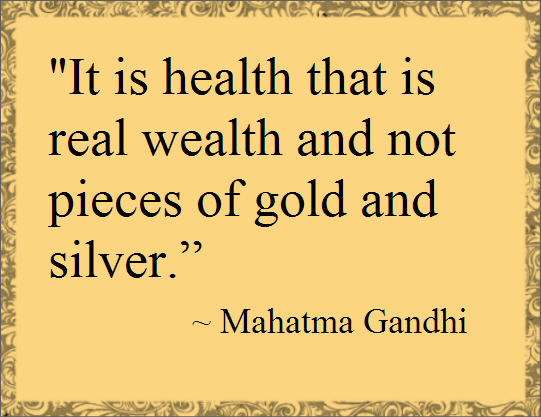 "It is health that is
real wealth and not
pieces of gold and
silver.”
~ Mahatma Gandhi